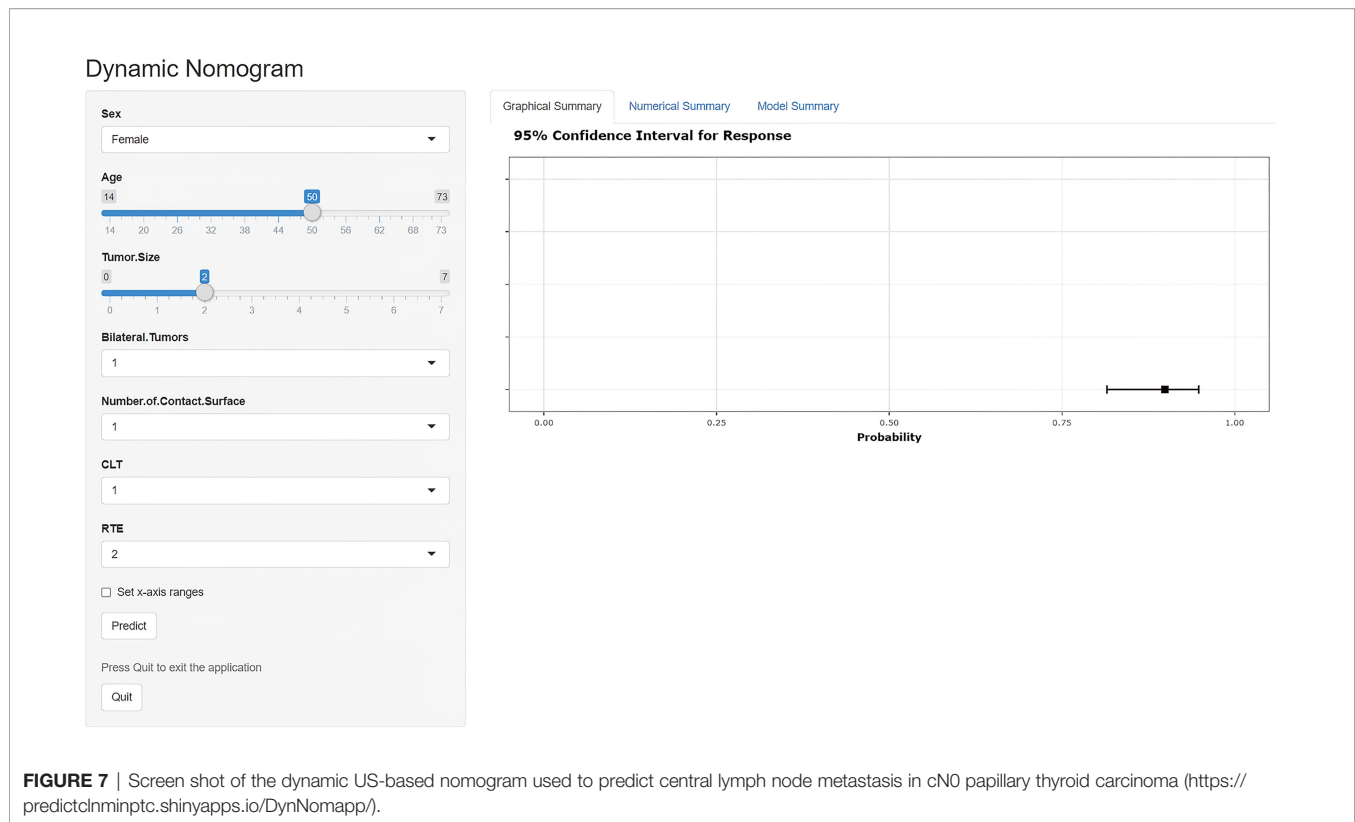 Dynamic Nomogram
Sex
Female
Age
14 50 73
14 20 26 32 38 44 50 56 62 68 73
Tumor.Size
0 2 7
0 1 2 3 4 5 6 7
Bilateral.Tumors
1
Number.of.Contact.Surface
1
CLT
1
RTE
2
Set x-axis ranges
Predict
Press Quit to exit the application
Quit
Graphical Summary Numerical Summary Model Summary
95% Confidence Interval for Response
0.00 0.25 0.50 0.75 1.00
Probability
FIGURE 7 | Screen shot of the dynamic US-based nomogram used to predict central lymph node metastasis in cN0 papillary thyroid carcinoma (https://
predictclnminptc.shinyapps.io/DynNomapp/).